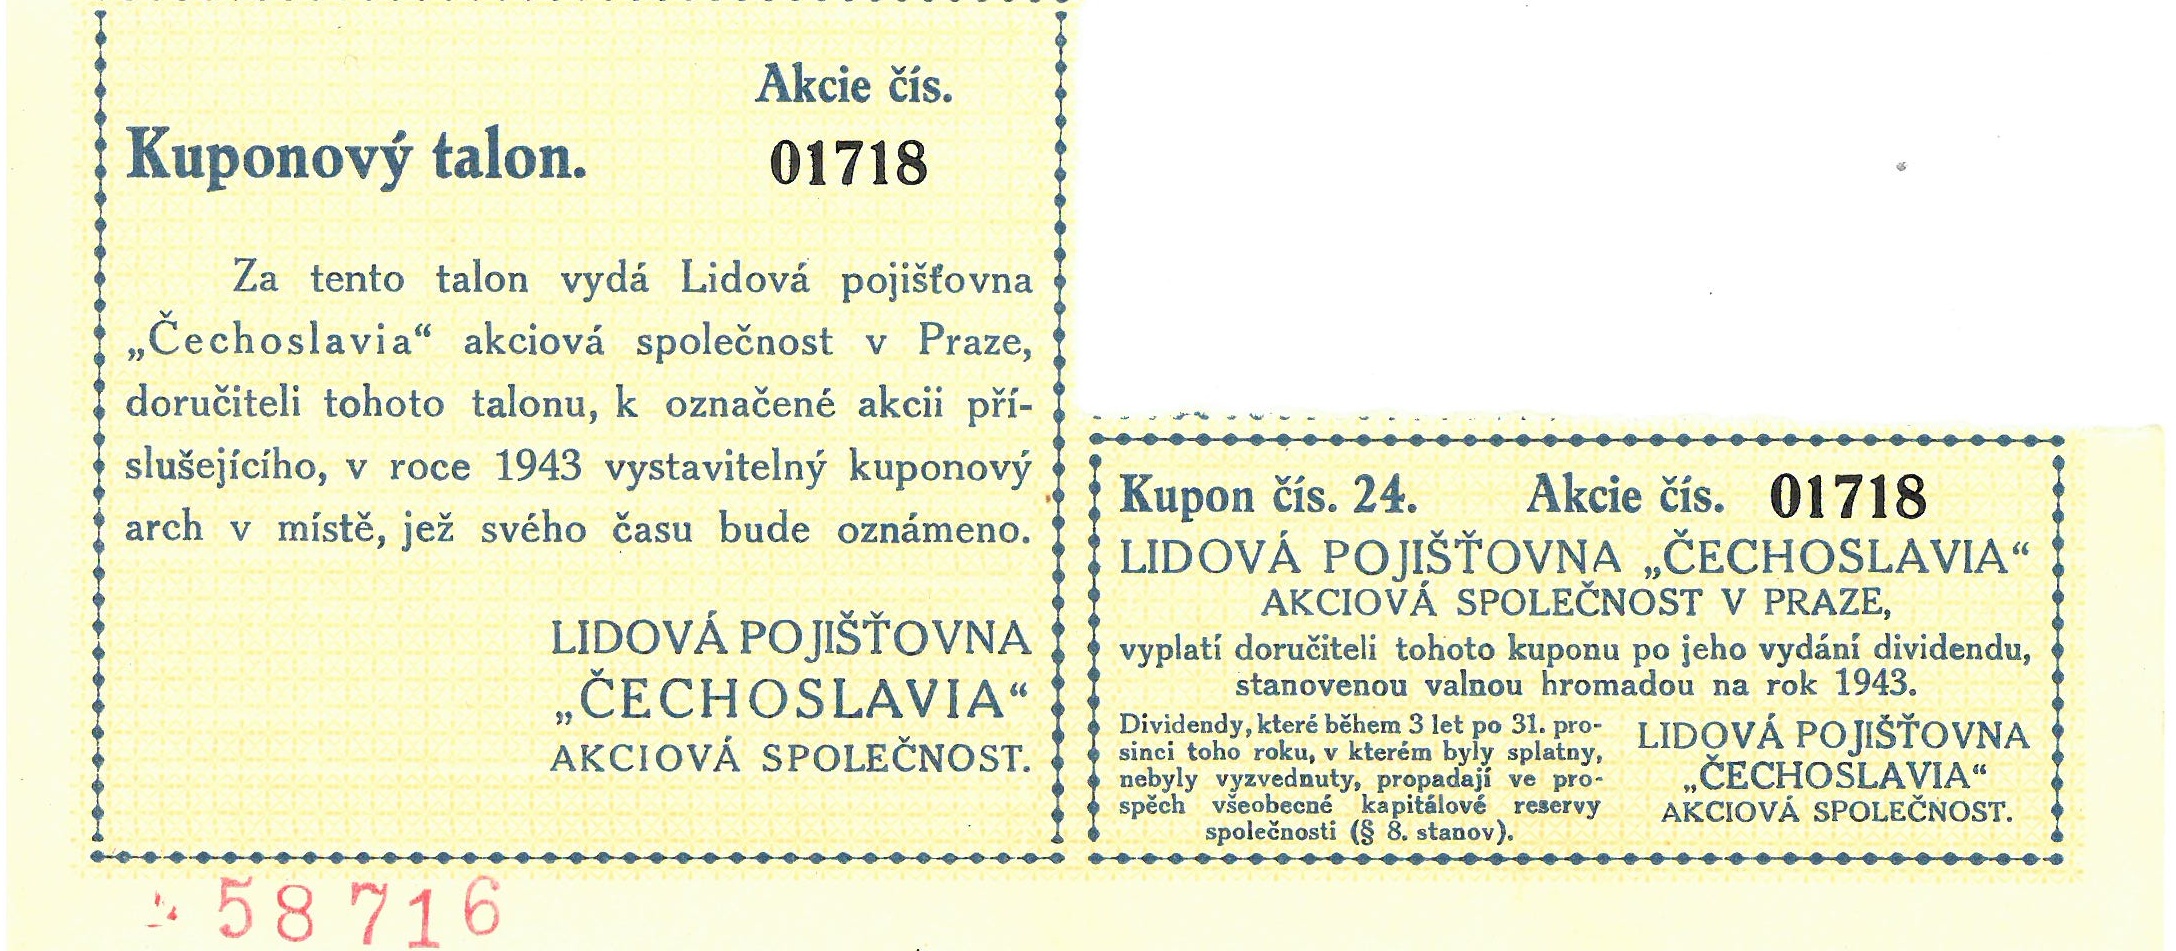 Akcie čís.
Kuponový talon.
01718
Za tento talon vydá Lidová pojišťovna
„Čechoslavia“ akciová společnost v Praze,
doručiteli tohoto talonu, k označené akcii pří-
slušejícího, v roce 1943 vystavitelný kuponový
arch v místě, jež svého času bude oznámeno.
LIDOVÁ POJIŠŤOVNA
„ČECHOSLAVIA“
AKCIOVÁ SPOLEČNOST.
58716
Kupon čís. 24. Akcie čís. 01718
LIDOVÁ POJIŠŤOVNA „ČECHOSLAVIA“
AKCIOVÁ SPOLEČNOST V PRAZE,
vyplatí doručiteli tohoto kuponu po jeho vydání dividendu,
stanovenou valnou hromadou na rok 1943.
Dividendy, které během 3 let po 31. pro-
sinci toho roku, v kterém byly splatny,
nebyly vyzvednuty, propadají ve pro-
spěch všeobecné kapitálové reservy
společnosti (§ 8. stanov).
LIDOVÁ POJIŠŤOVNA
„ČECHOSLAVIA“
AKCIOVÁ SPOLEČNOST.